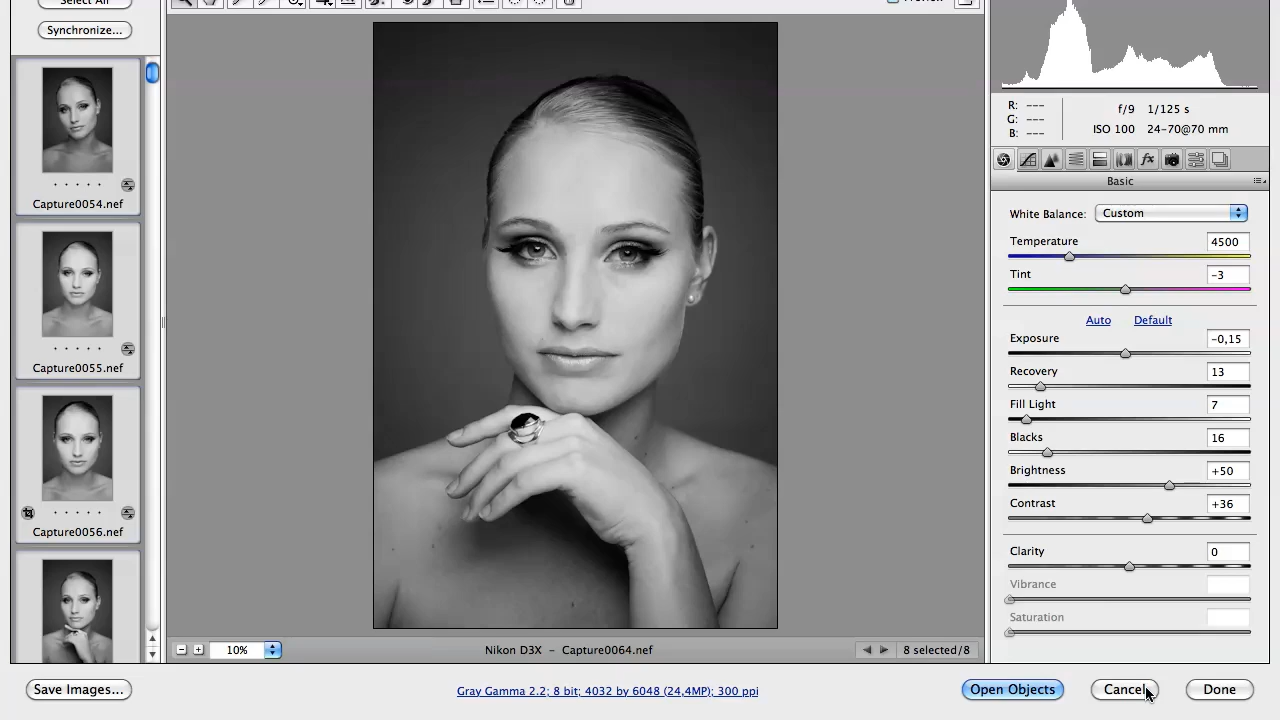 Select All
Preview
Synchronize...
Capture0054.nef
Capture0055.nef
Capture0056.nef
R: ---
G: ---
B: ---
f/9 1/125 s
ISO 100 24-70@70 mm
Basic
White Balance: Custom
Temperature 4500
Tint -3
Auto Default
Exposure -0,15
Recovery 13
Fill Light 7
Blacks 16
Brightness +50
Contrast +36
Clarity 0
Vibrance
Saturation
10%
Nikon D3X - Capture0064.nef
8 selected/8
Save Images...
Gray Gamma 2.2; 8 bit; 4032 by 6048 (24,4MP); 300 ppi
Open Objects
Cancel
Done